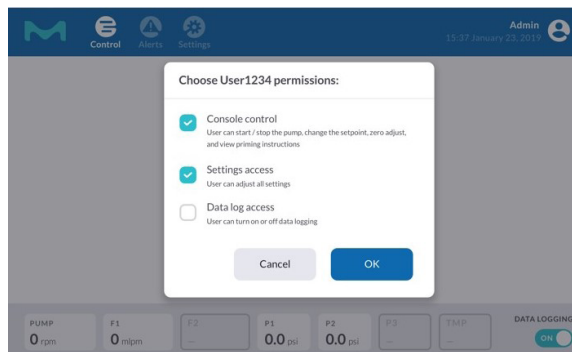 Admin
Control Alerts Settings
15:37 January 23, 2019
Choose User1234 permissions:
Console control
User can start / stop the pump, change the setpoint, zero adjust,
and view priming instructions
Settings access
User can adjust all settings
Data log access
User can turn on or off data logging
Cancel OK
PUMP F1 F2 P1 P2 P3 TMP DATA LOGGING
0 rpm 0 mlpm -- 0.0 psi 0.0 psi -- -- ON